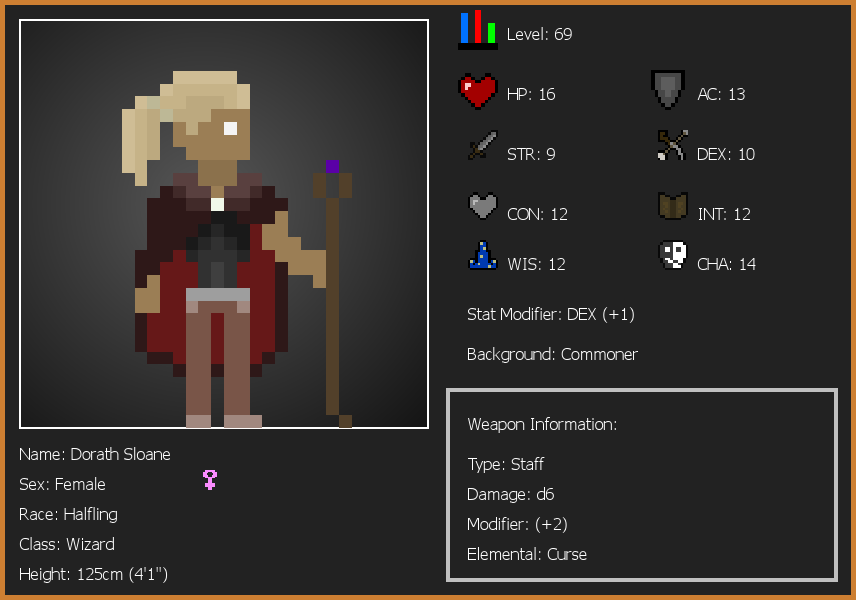 Level: 69
HP: 16
AC: 13
STR: 9
DEX: 10
CON: 12
INT: 12
WIS: 12
CHA: 14
Stat Modifier: DEX (+1)
Background: Commoner
Weapon Information:
Type: Staff
Damage: d6
Modifier: (+2)
Elemental: Curse
Name: Dorath Sloane
Sex: Female
Race: Halfling
Class: Wizard
Height: 125cm (4'1")